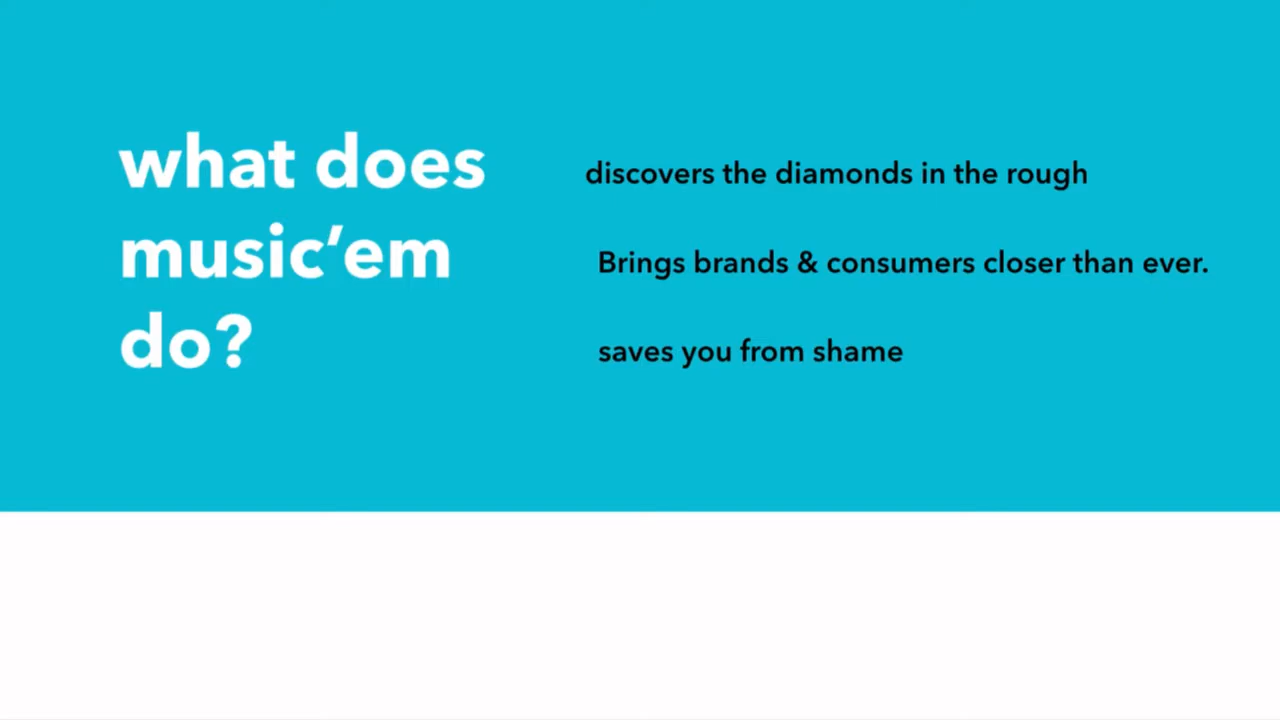 what does
music’em
do?
discovers the diamonds in the rough
Brings brands & consumers closer than ever.
saves you from shame